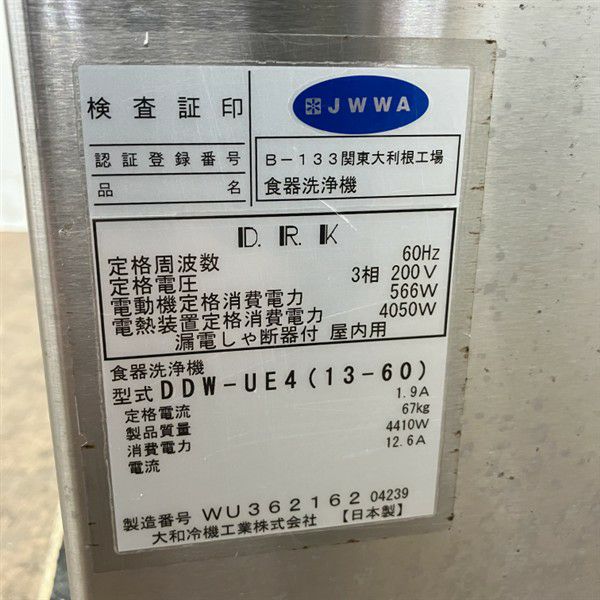 検査証印
JWWA
認証登録番号 B-133関東大利根工場
品名 食器洗浄機
D.R.K
定格周波数 60Hz
定格電圧 3相 200V
電動機定格消費電力 566W
電熱装置定格消費電力 4050W
漏電しゃ断器付 屋内用
食器洗浄機
型式 DDW-UE4(13-60)
定格電流 1.9A
製品質量 67kg
消費電力 4410W
電流 12.6A
製造番号 WU362162 04239
大和冷機工業株式会社 【日本製】